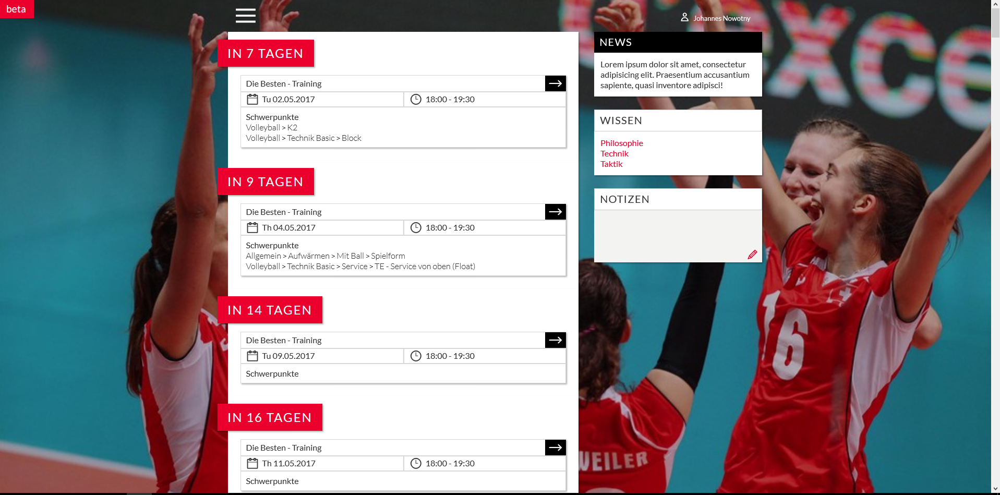 beta
Johannes Nowotny
IN 7 TAGEN
Die Besten - Training
Tu 02.05.2017
18:00 - 19:30
Schwerpunkte
Volleyball > K2
Volleyball > Technik Basic > Block
IN 9 TAGEN
Die Besten - Training
Th 04.05.2017
18:00 - 19:30
Schwerpunkte
Allgemein > Aufwärmen > Mit Ball > Spielform
Volleyball > Technik Basic > Service > TE - Service von oben (Float)
IN 14 TAGEN
Die Besten - Training
Tu 09.05.2017
18:00 - 19:30
Schwerpunkte
IN 16 TAGEN
Die Besten - Training
Th 11.05.2017
18:00 - 19:30
Schwerpunkte
NEWS
Lorem ipsum dolor sit amet, consectetur
adipisicing elit. Praesentium accusantium
sapiente, quasi inventore adipisci!
WISSEN
Philosophie
Technik
Taktik
NOTIZEN
16
WEILER